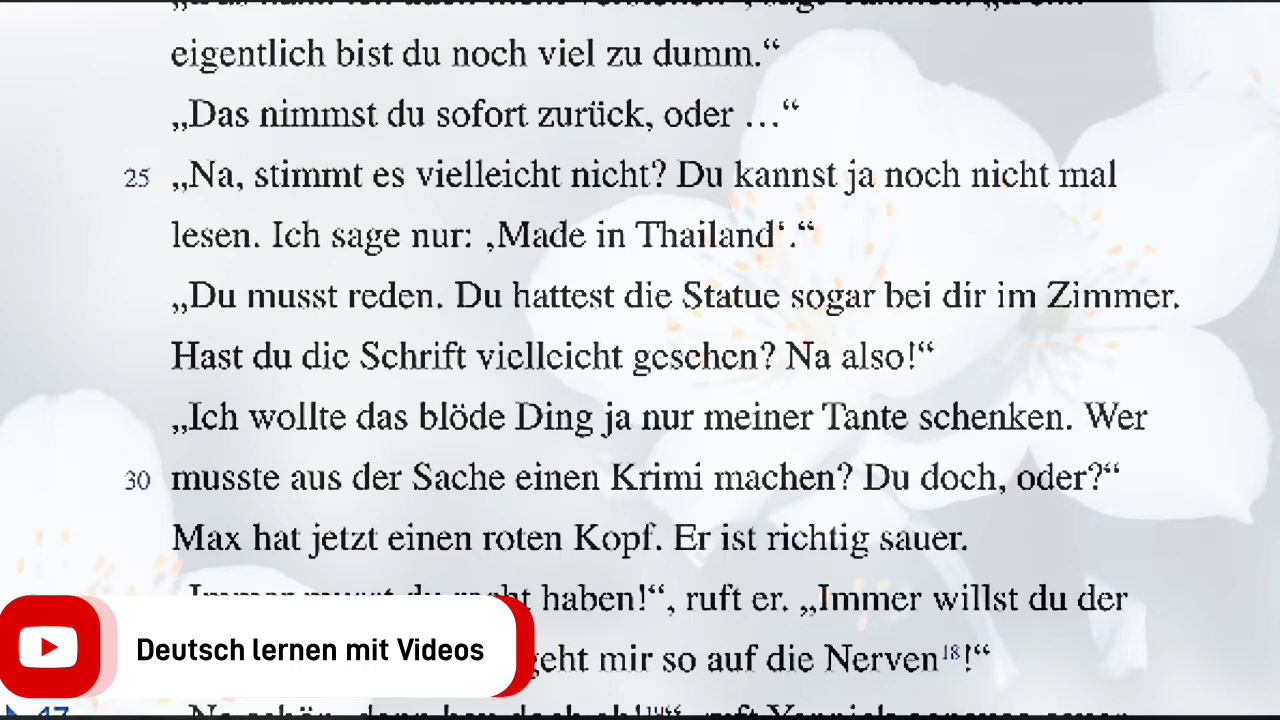 eigentlich bist du noch viel zu dumm.“
„Das nimmst du sofort zurück, oder …“
25 „Na, stimmt es vielleicht nicht? Du kannst ja noch nicht mal
lesen. Ich sage nur: ‚Made in Thailand‘.“
„Du musst reden. Du hattest die Statue sogar bei dir im Zimmer.
Hast du die Schrift vielleicht gesehen? Na also!“
„Ich wollte das blöde Ding ja nur meiner Tante schenken. Wer
30 musste aus der Sache einen Krimi machen? Du doch, oder?“
Max hat jetzt einen roten Kopf. Er ist richtig sauer.
haben!“, ruft er. „Immer willst du der
geht mir so auf die Nerven18!“
Deutsch lernen mit Videos